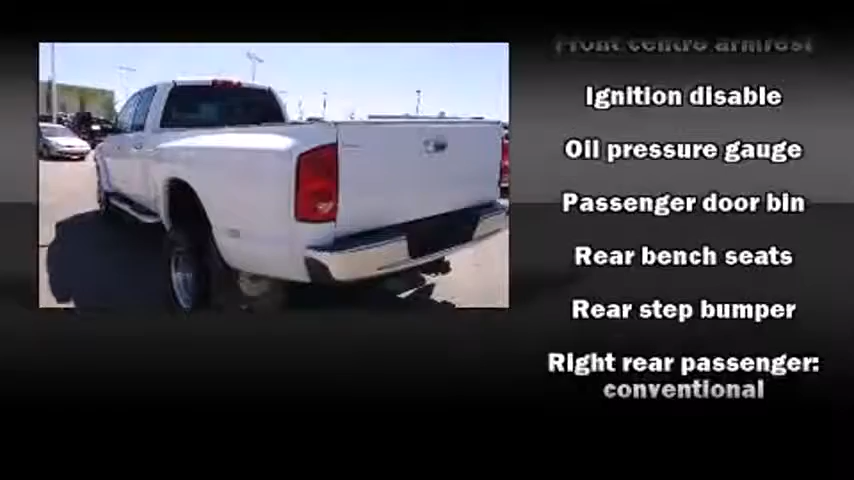 Front centre armrest
Ignition disable
Oil pressure gauge
Passenger door bin
Rear bench seats
Rear step bumper
Right rear passenger:
conventional